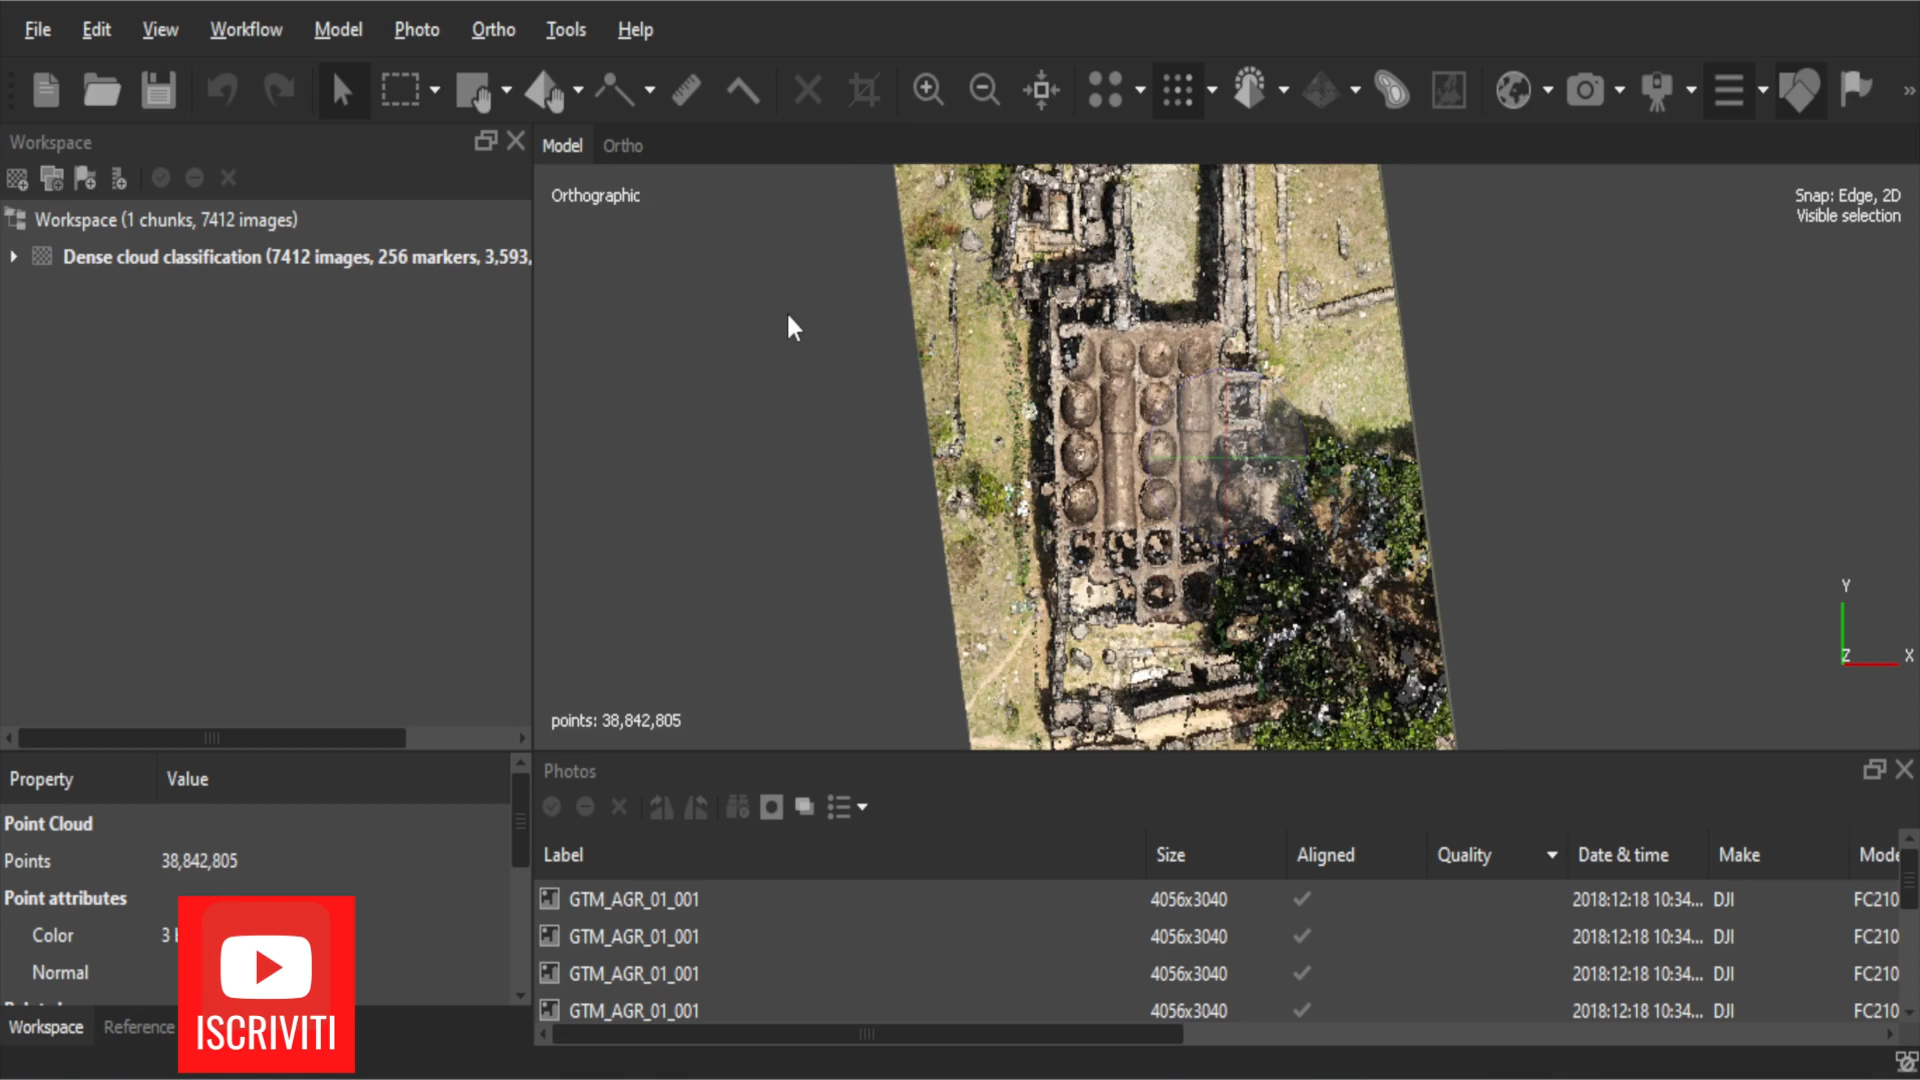 File Edit View Workflow Model Photo Ortho Tools Help
Workspace
Model Ortho
Orthographic
Snap: Edge, 2D
Visible selection
Workspace (1 chunks, 7412 images)
Dense cloud classification (7412 images, 256 markers, 3,593,
Y
Z X
points: 38,842,805
Property Value
Point Cloud
Points 38,842,805
Point attributes
Color 3
Normal
Workspace Reference
ISCRIVITI
Photos
Label Size Aligned Quality Date & time Make Mode
GTM_AGR_01_001 4056x3040 2018:12:18 10:34... DJI FC210
GTM_AGR_01_001 4056x3040 2018:12:18 10:34... DJI FC210
GTM_AGR_01_001 4056x3040 2018:12:18 10:34... DJI FC210
GTM_AGR_01_001 4056x3040 2018:12:18 10:34... DJI FC210